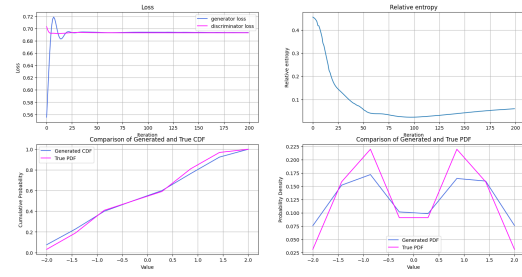 Loss
generator loss
discriminator loss
Loss
0.70
0.68
0.66
0.64
0.62
0.60
0.58
0.56
0 25 50 75 100 125 150 175 200
Iteration
Relative entropy
Relative entropy
0.4
0.3
0.2
0.1
0 25 50 75 100 125 150 175 200
Iteration
Comparison of Generated and True CDF
Generated CDF
True PDF
Cumulative Probability
1.0
0.8
0.6
0.4
0.2
0.0
−2.0 −1.5 −1.0 −0.5 0.0 0.5 1.0 1.5 2.0
Value
Comparison of Generated and True PDF
Probability Density
0.225
0.200
0.175
0.150
0.125
0.100
0.075
0.050
0.025
Generated PDF
True PDF
−2.0 −1.5 −1.0 −0.5 0.0 0.5 1.0 1.5 2.0
Value